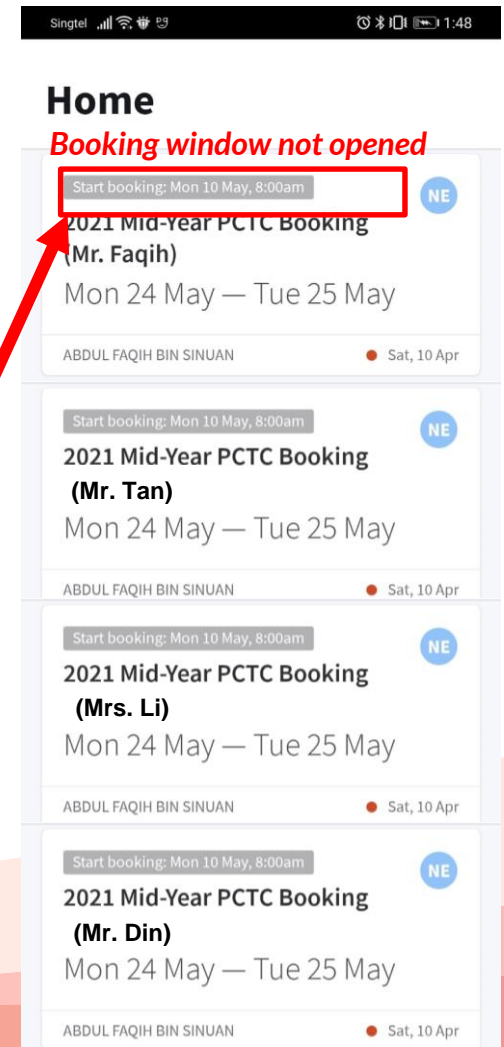 Singtel 1:48
Home
Booking window not opened
Start booking: Mon 10 May, 8:00am
NE
2021 Mid-Year PCTC Booking
(Mr. Faqih)
Mon 24 May — Tue 25 May
ABDUL FAQIH BIN SINUAN Sat, 10 Apr
Start booking: Mon 10 May, 8:00am
NE
2021 Mid-Year PCTC Booking
(Mr. Tan)
Mon 24 May — Tue 25 May
ABDUL FAQIH BIN SINUAN Sat, 10 Apr
Start booking: Mon 10 May, 8:00am
NE
2021 Mid-Year PCTC Booking
(Mrs. Li)
Mon 24 May — Tue 25 May
ABDUL FAQIH BIN SINUAN Sat, 10 Apr
Start booking: Mon 10 May, 8:00am
NE
2021 Mid-Year PCTC Booking
(Mr. Din)
Mon 24 May — Tue 25 May
ABDUL FAQIH BIN SINUAN Sat, 10 Apr